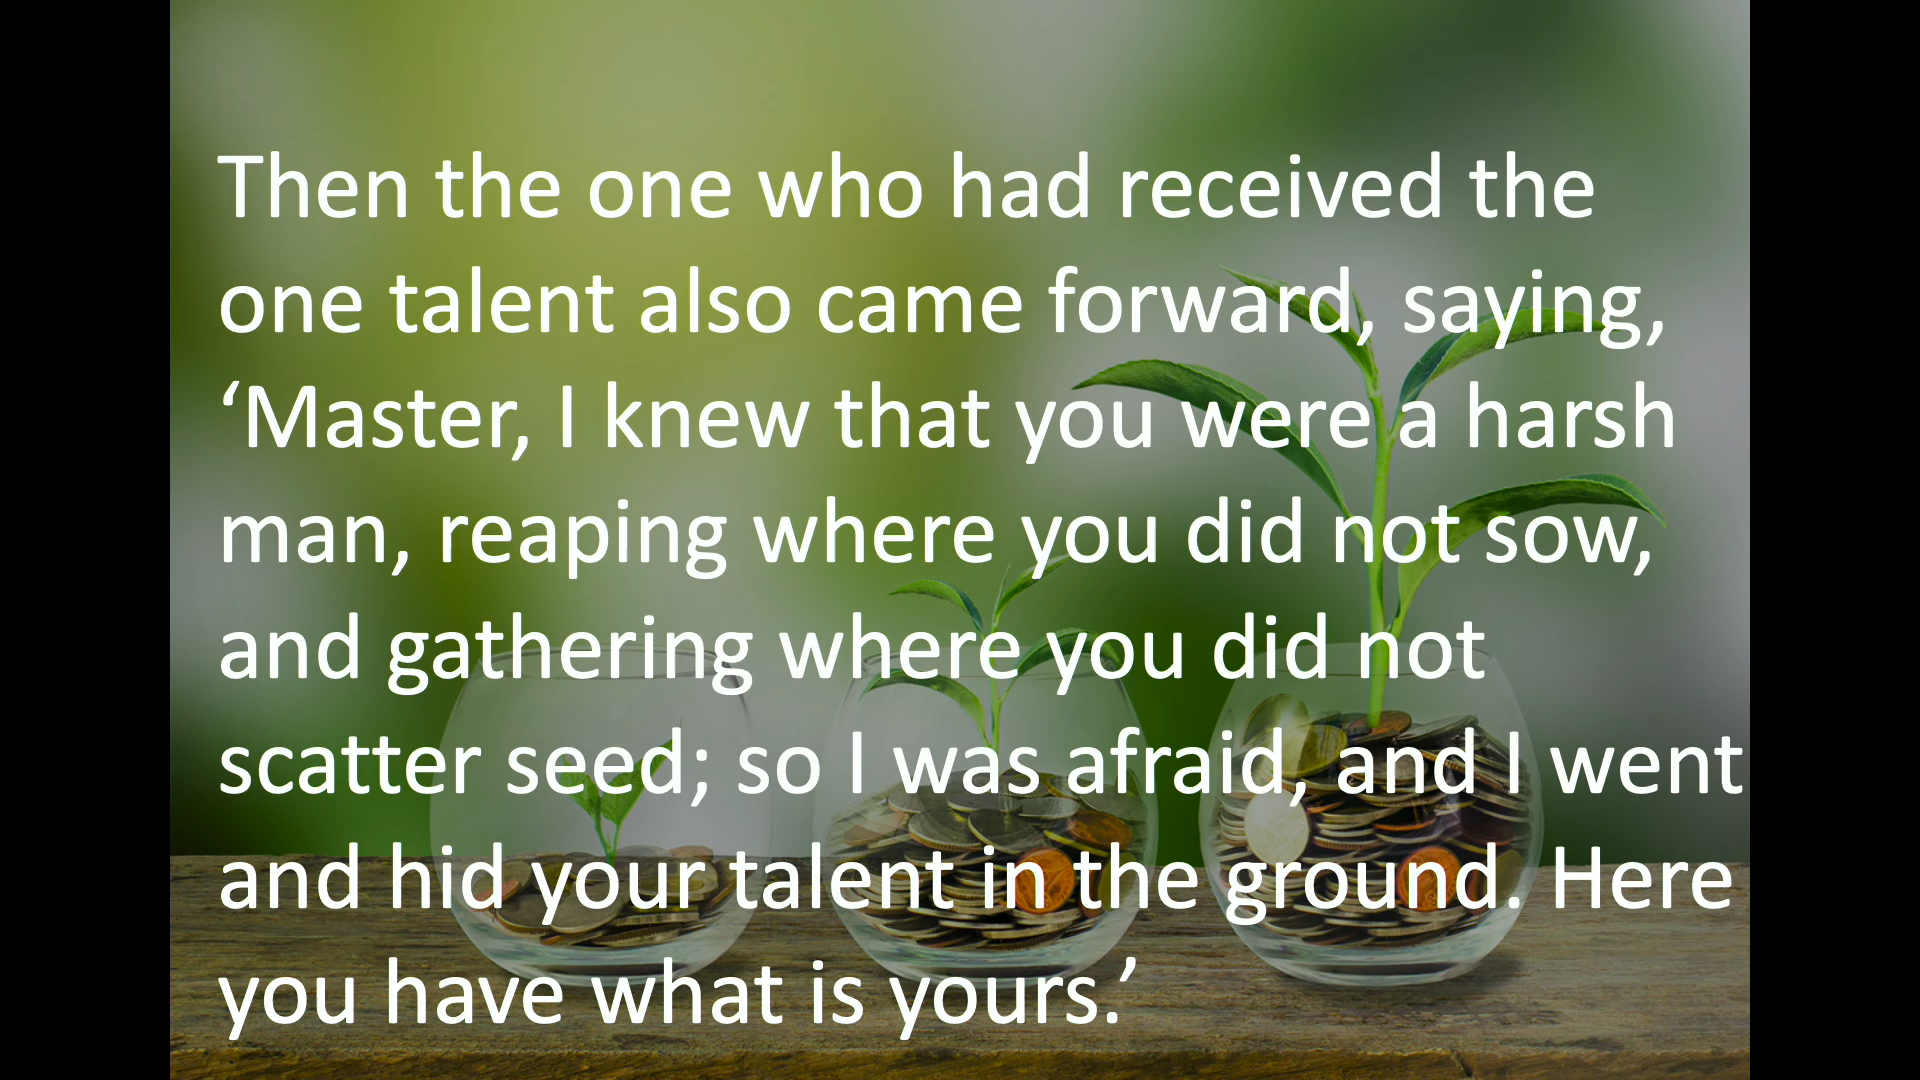 Then the one who had received the
one talent also came forward, saying,
‘Master, I knew that you were a harsh
man, reaping where you did not sow,
and gathering where you did not
scatter seed; so I was afraid, and I went
and hid your talent in the ground. Here
you have what is yours.’